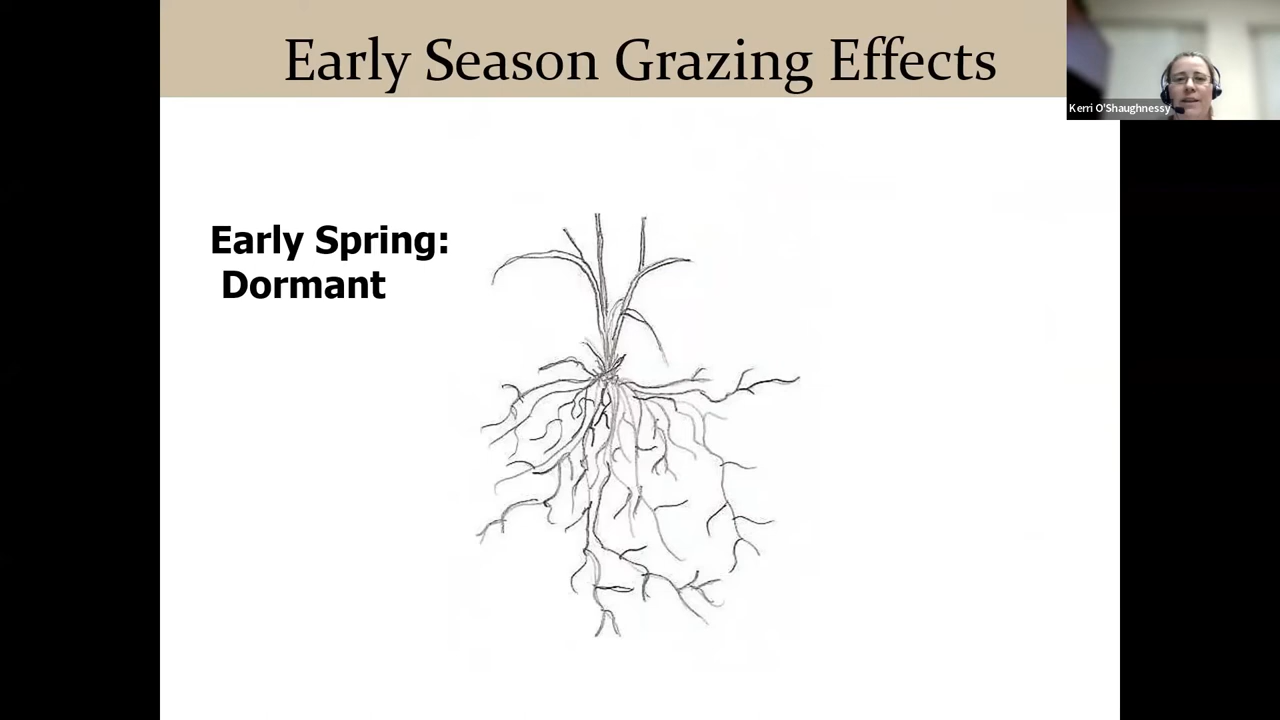 Early Season Grazing Effects
Kerri O'Shaughnessy
Early Spring:
Dormant